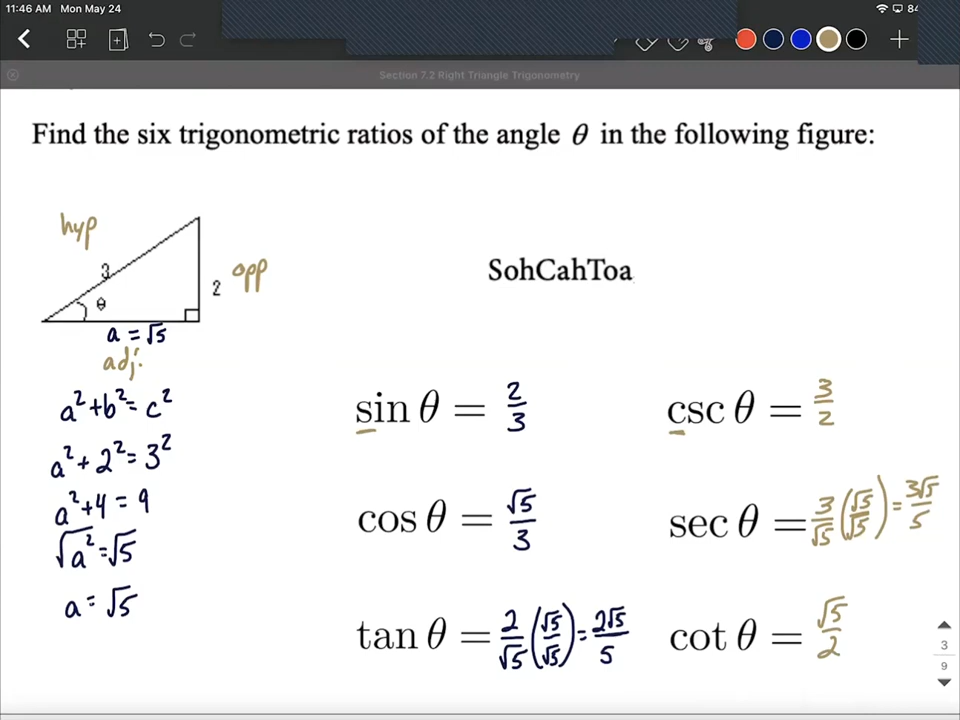 11:46 AM Mon May 24
84
Section 7.2 Right Triangle Trigonometry
Find the six trigonometric ratios of the angle θ in the following figure:
hyp
3
θ
2 opp
a = √5
adj.
SohCahToa
a² + b² = c²
a² + 2² = 3²
a² + 4 = 9
√a² = √5
a = √5
sin θ = 2/3
csc θ = 3/2
cos θ = √5/3
sec θ = 3/√5 (√5/√5) = 3√5/5
tan θ = 2/√5 (√5/√5) = 2√5/5
cot θ = √5/2
3
9